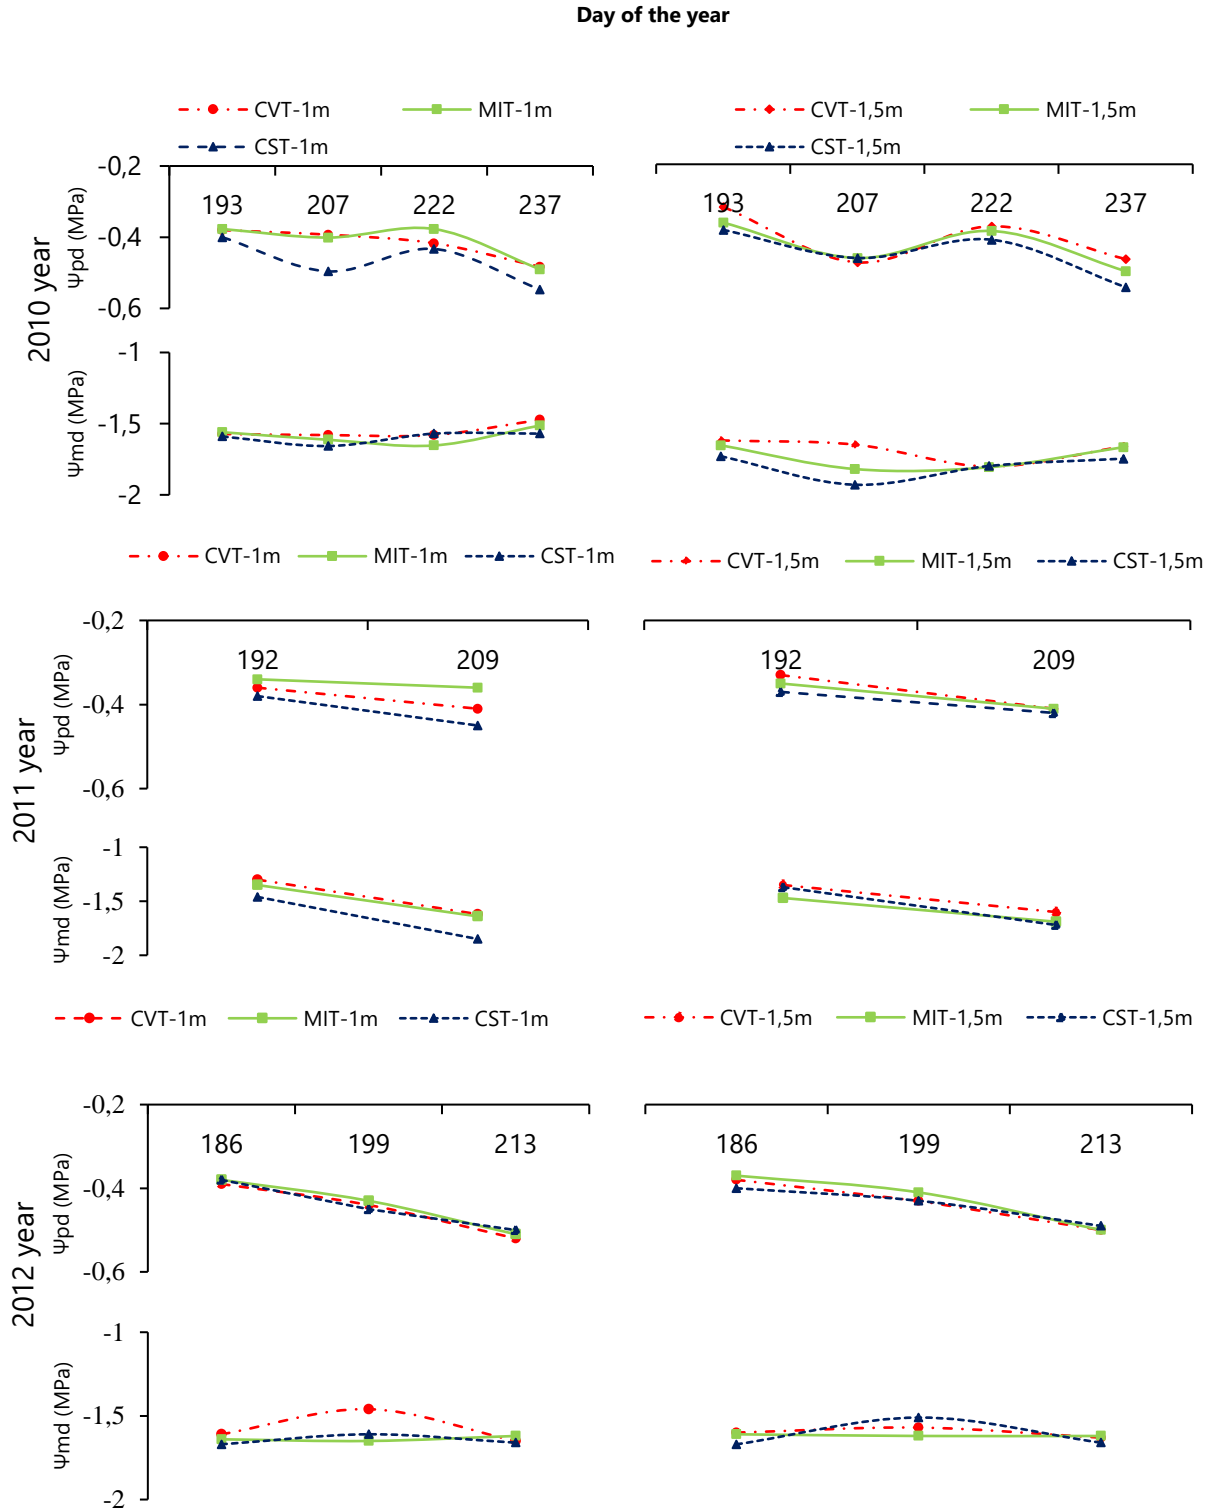 Day of the year
CVT-1m MIT-1m
CST-1m
CVT-1,5m MIT-1,5m
CST-1,5m
2010 year
Ψpd (MPa)
-0,2
-0,4
-0,6
193 207 222 237
193 207 222 237
Ψmd (MPa)
-1
-1,5
-2
CVT-1m MIT-1m CST-1m
CVT-1,5m MIT-1,5m CST-1,5m
2011 year
Ψpd (MPa)
-0,2
-0,4
-0,6
192 209
192 209
Ψmd (MPa)
-1
-1,5
-2
CVT-1m MIT-1m CST-1m
CVT-1,5m MIT-1,5m CST-1,5m
2012 year
Ψpd (MPa)
-0,2
-0,4
-0,6
186 199 213
186 199 213
Ψmd (MPa)
-1
-1,5
-2